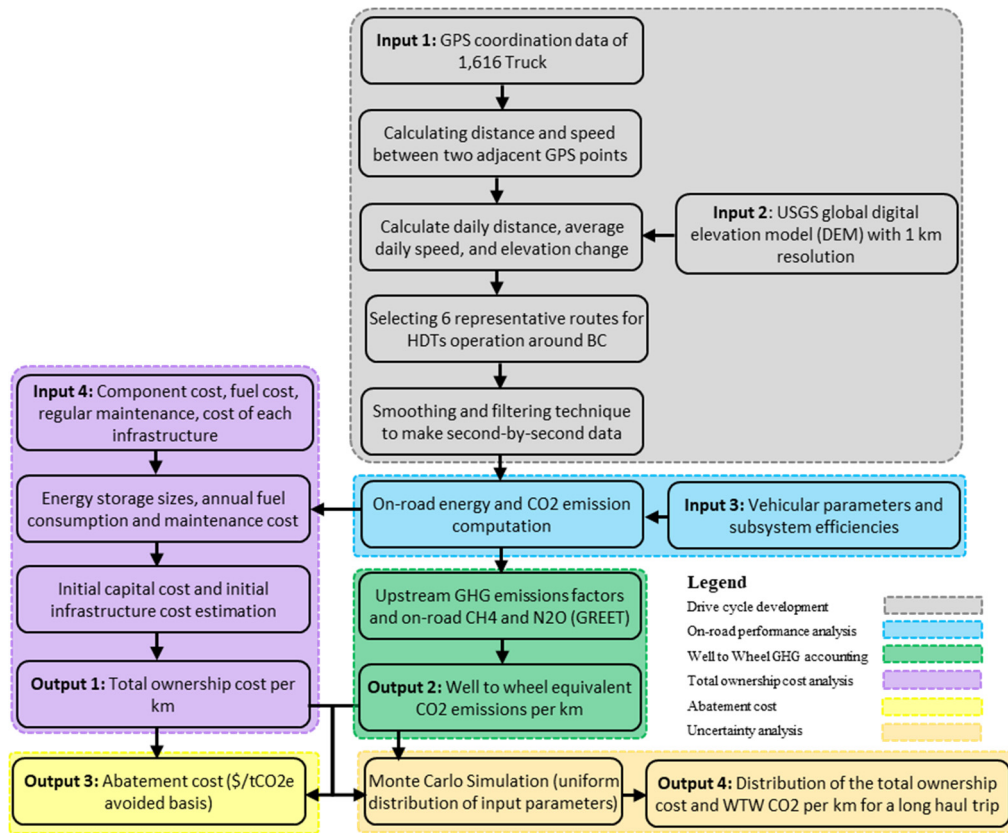 Input 1: GPS coordination data of
1,616 Truck
Calculating distance and speed
between two adjacent GPS points
Calculate daily distance, average
daily speed, and elevation change
Input 2: USGS global digital
elevation model (DEM) with 1 km
resolution
Selecting 6 representative routes for
HDTs operation around BC
Smoothing and filtering technique
to make second-by-second data
Input 4: Component cost, fuel cost,
regular maintenance, cost of each
infrastructure
Energy storage sizes, annual fuel
consumption and maintenance cost
On-road energy and CO2 emission
computation
Input 3: Vehicular parameters and
subsystem efficiencies
Initial capital cost and initial
infrastructure cost estimation
Upstream GHG emissions factors
and on-road CH4 and N2O (GREET)
Output 1: Total ownership cost per
km
Output 2: Well to wheel equivalent
CO2 emissions per km
Legend
Drive cycle development
On-road performance analysis
Well to Wheel GHG accounting
Total ownership cost analysis
Abatement cost
Uncertainty analysis
Output 3: Abatement cost ($/tCO2e
avoided basis)
Monte Carlo Simulation (uniform
distribution of input parameters)
Output 4: Distribution of the total ownership
cost and WTW CO2 per km for a long haul trip